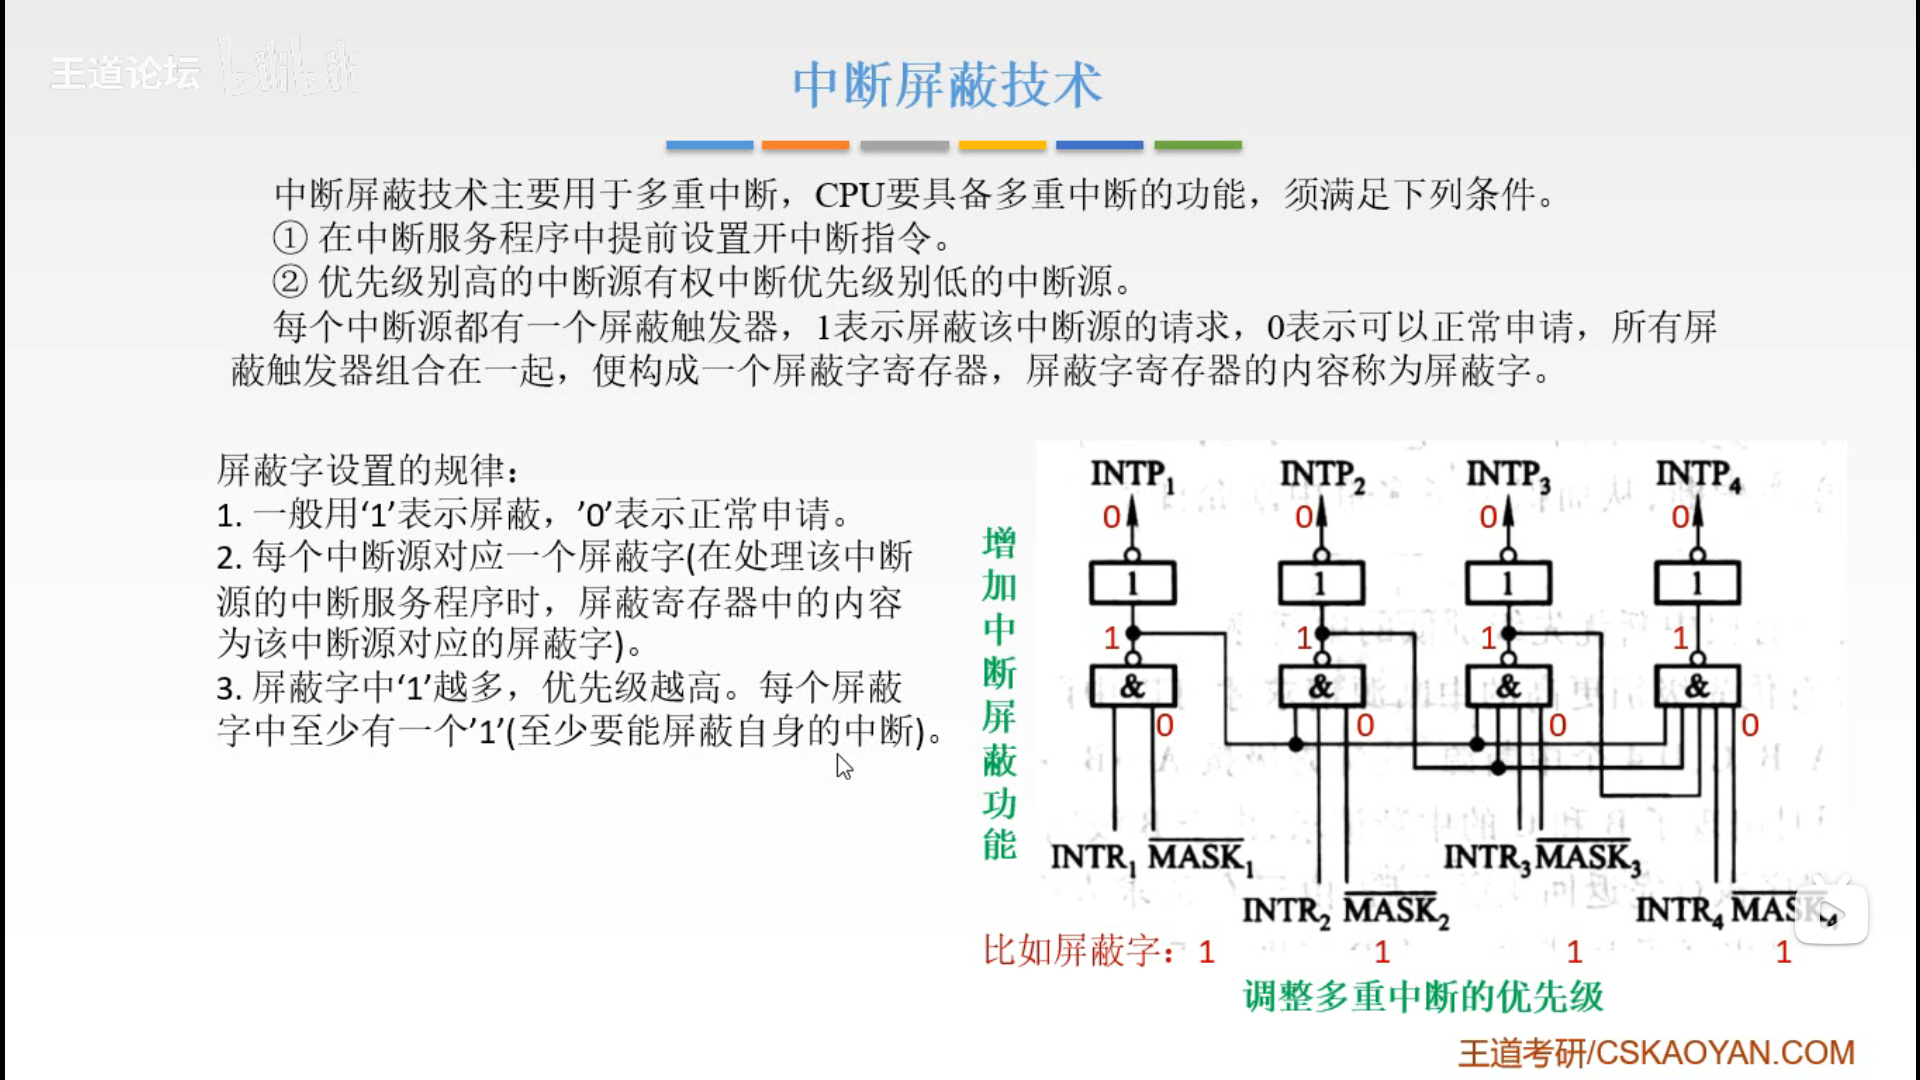 王道论坛 bilibili
中断屏蔽技术
中断屏蔽技术主要用于多重中断，CPU要具备多重中断的功能，须满足下列条件。
① 在中断服务程序中提前设置开中断指令。
② 优先级别高的中断源有权中断优先级别低的中断源。
每个中断源都有一个屏蔽触发器，1表示屏蔽该中断源的请求，0表示可以正常申请，所有屏
蔽触发器组合在一起，便构成一个屏蔽字寄存器，屏蔽字寄存器的内容称为屏蔽字。
屏蔽字设置的规律：
1. 一般用‘1’表示屏蔽，’0’表示正常申请。
2. 每个中断源对应一个屏蔽字(在处理该中断
源的中断服务程序时，屏蔽寄存器中的内容
为该中断源对应的屏蔽字)。
3. 屏蔽字中‘1’越多，优先级越高。每个屏蔽
字中至少有一个’1’(至少要能屏蔽自身的中断)。
增加中断屏蔽功能
INTP₁ INTP₂ INTP₃ INTP₄
0 0 0 0
1 1 1 1
1 1 1 1
& & & &
0 0 0 0
INTR₁ M̅A̅S̅K̅₁ INTR₃ M̅A̅S̅K̅₃
INTR₂ M̅A̅S̅K̅₂ INTR₄ M̅A̅S̅K̅₄
比如屏蔽字：1 1 1 1
调整多重中断的优先级
王道考研/CSKAOYAN.COM